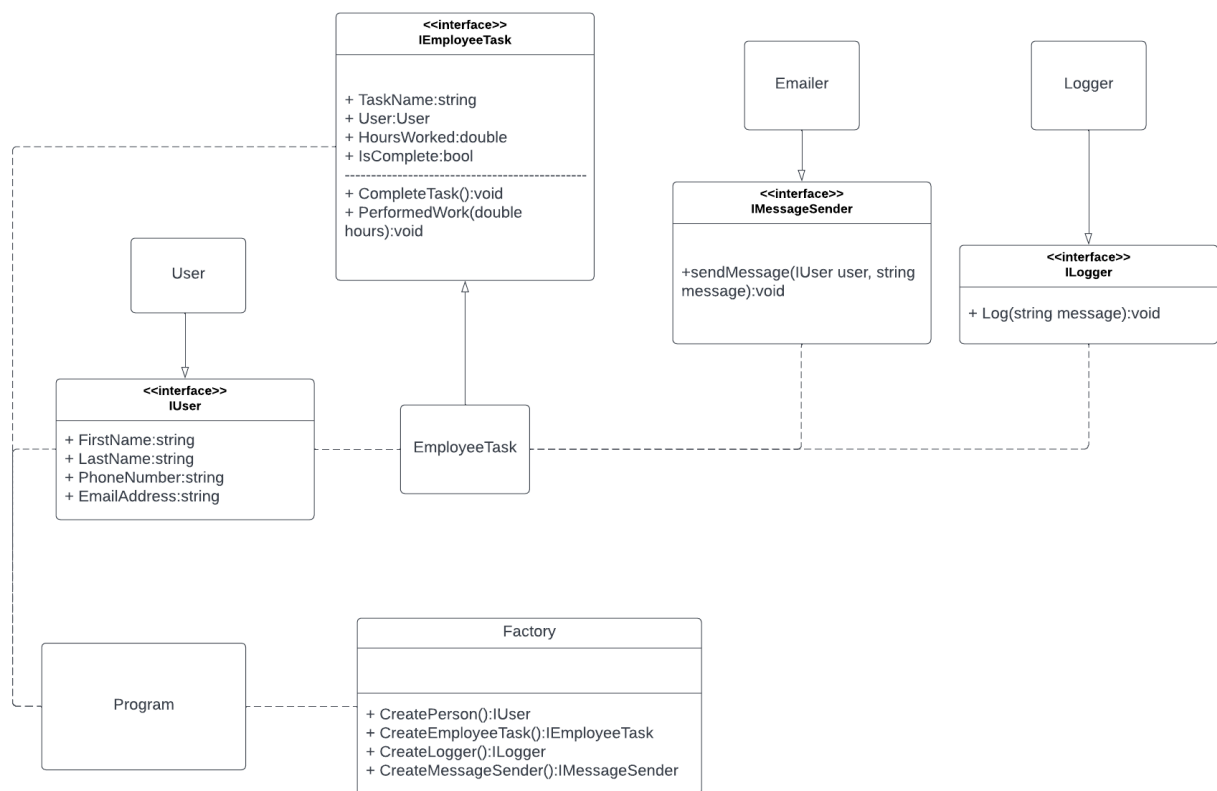 <<interface>>
IEmployeeTask
+ TaskName:string
+ User:User
+ HoursWorked:double
+ IsComplete:bool
+ CompleteTask():void
+ PerformedWork(double
hours):void
Emailer
Logger
<<interface>>
IMessageSender
+sendMessage(IUser user, string
message):void
<<interface>>
ILogger
+ Log(string message):void
User
<<interface>>
IUser
+ FirstName:string
+ LastName:string
+ PhoneNumber:string
+ EmailAddress:string
EmployeeTask
Program
Factory
+ CreatePerson():IUser
+ CreateEmployeeTask():IEmployeeTask
+ CreateLogger():ILogger
+ CreateMessageSender():IMessageSender